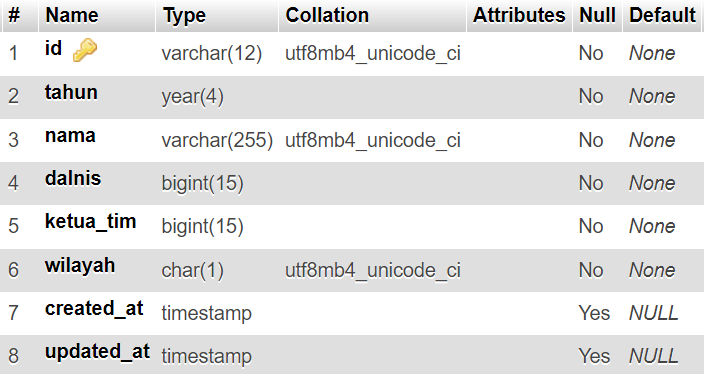 # Name Type Collation Attributes Null Default
1 id varchar(12) utf8mb4_unicode_ci No None
2 tahun year(4) No None
3 nama varchar(255) utf8mb4_unicode_ci No None
4 dalnis bigint(15) No None
5 ketua_tim bigint(15) No None
6 wilayah char(1) utf8mb4_unicode_ci No None
7 created_at timestamp Yes NULL
8 updated_at timestamp Yes NULL